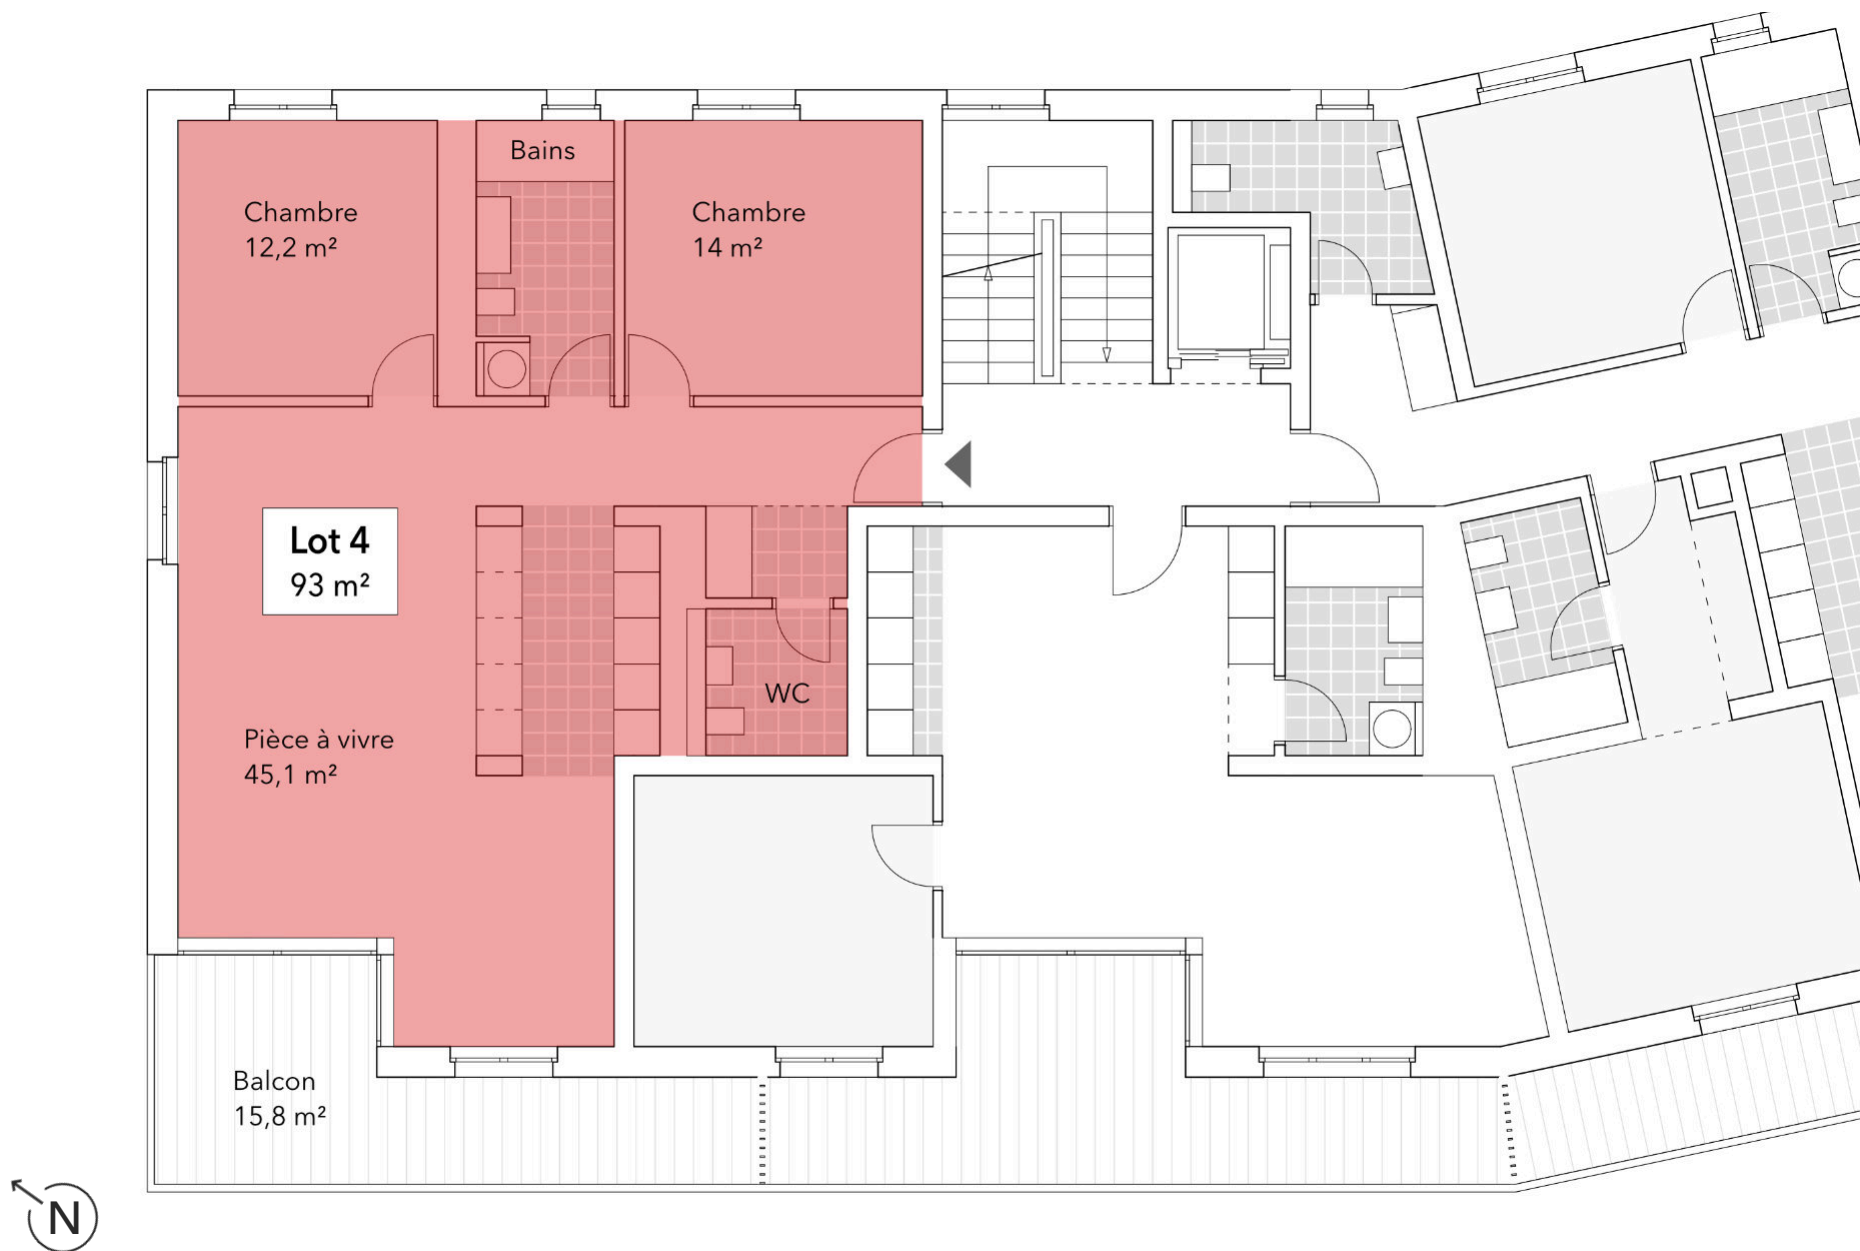 Bains
Chambre
12,2 m²
Chambre
14 m²
Lot 4
93 m²
WC
Pièce à vivre
45,1 m²
Balcon
15,8 m²
N